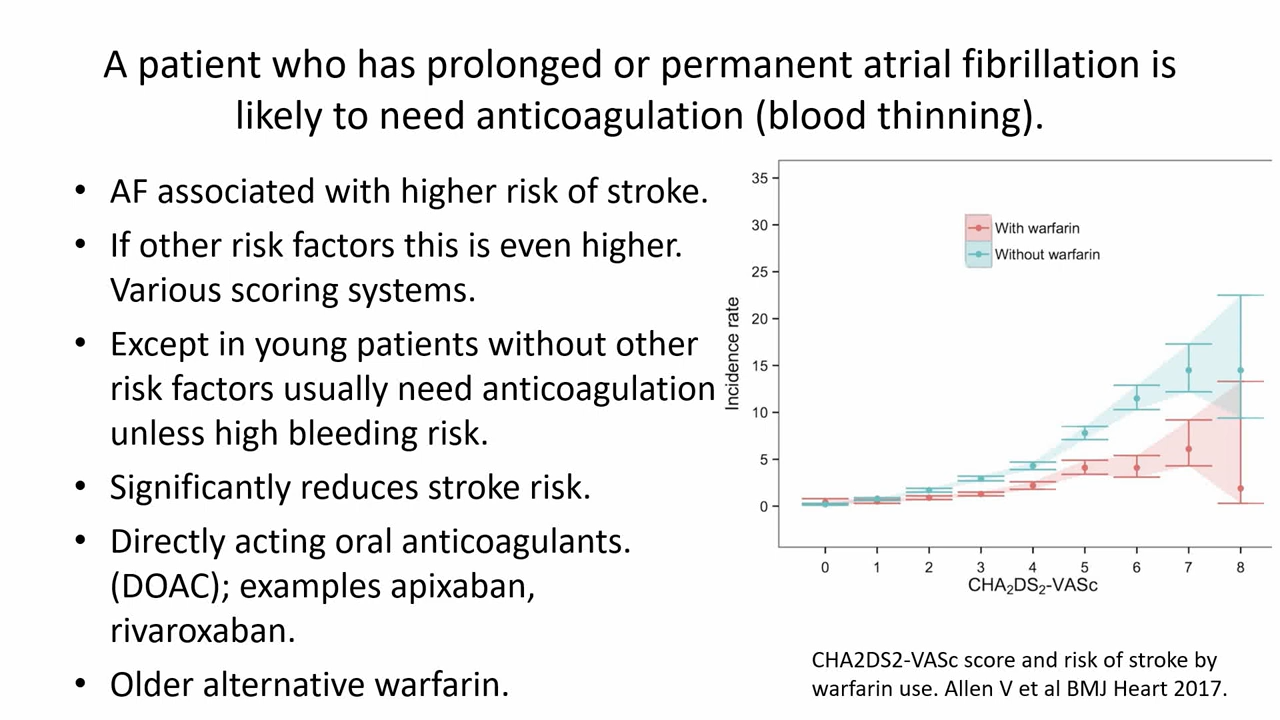 A patient who has prolonged or permanent atrial fibrillation is
likely to need anticoagulation (blood thinning).
• AF associated with higher risk of stroke.
• If other risk factors this is even higher.
Various scoring systems.
• Except in young patients without other
risk factors usually need anticoagulation
unless high bleeding risk.
• Significantly reduces stroke risk.
• Directly acting oral anticoagulants.
(DOAC); examples apixaban,
rivaroxaban.
• Older alternative warfarin.
35
30
25
20
15
10
5
0
Incidence rate
With warfarin
Without warfarin
0 1 2 3 4 5 6 7 8
CHA₂DS₂-VASc
CHA2DS2-VASc score and risk of stroke by
warfarin use. Allen V et al BMJ Heart 2017.